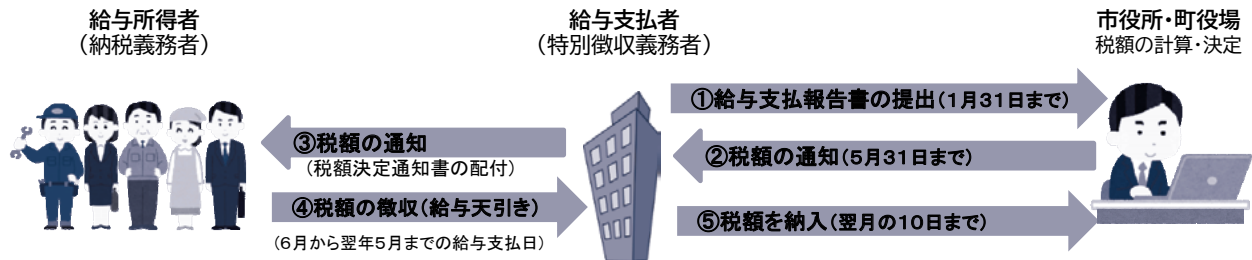 給与所得者
（納税義務者）
給与支払者
（特別徴収義務者）
市役所・町役場
税額の計算・決定
①給与支払報告書の提出（1月31日まで）
③税額の通知
（税額決定通知書の配付）
②税額の通知（5月31日まで）
④税額の徴収（給与天引き）
（6月から翌年5月までの給与支払日）
⑤税額を納入（翌月の10日まで）